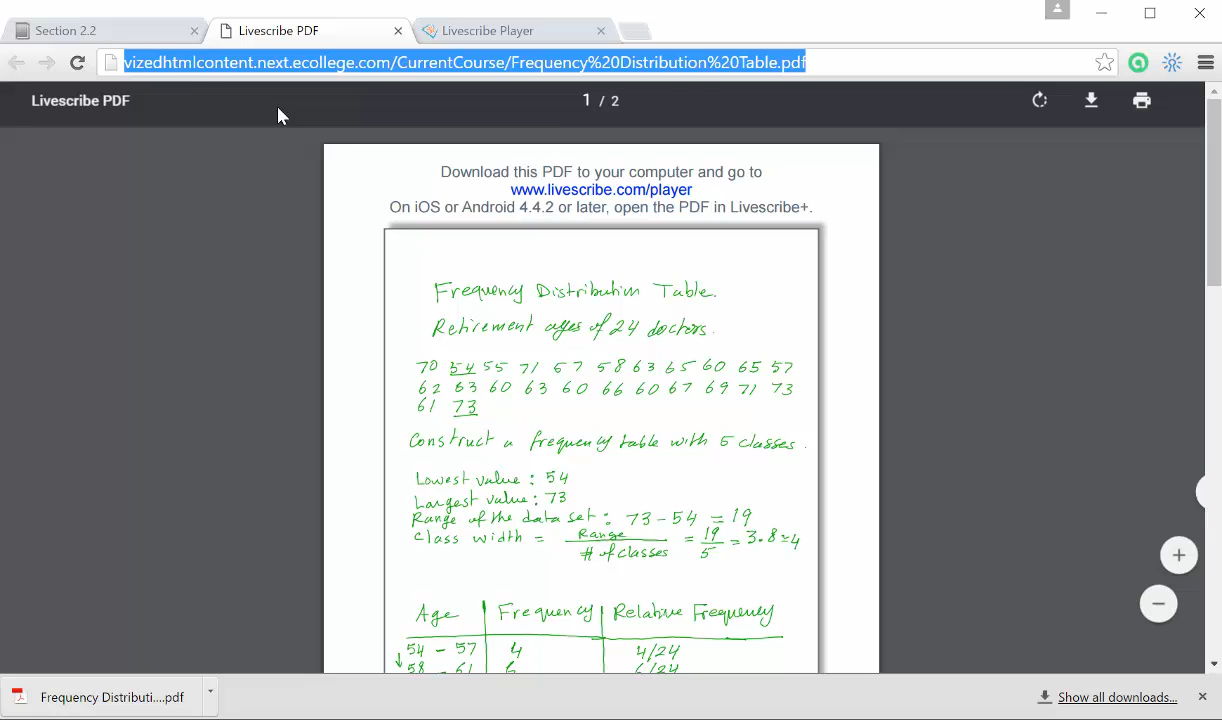 Section 2.2
Livescribe PDF
Livescribe Player
vizedhtmlcontent.next.ecollege.com/CurrentCourse/Frequency%20Distribution%20Table.pdf
Livescribe PDF
1 / 2
Download this PDF to your computer and go to
www.livescribe.com/player
On iOS or Android 4.4.2 or later, open the PDF in Livescribe+.
Frequency Distribution Table.
Retirement ages of 24 doctors.
70 54 55 71 57 58 63 65 60 65 57
62 63 60 63 60 66 60 67 69 71 73
61 73
Construct a frequency table with 5 classes.
Lowest value : 54
Largest value : 73
Range of the data set : 73 - 54 = 19
Class width = Range / # of classes = 19/5 = 3.8 ≈ 4
Age Frequency Relative Frequency
54 - 57 4 4/24
58 - 61 6 6/24
Frequency Distributi....pdf
Show all downloads...